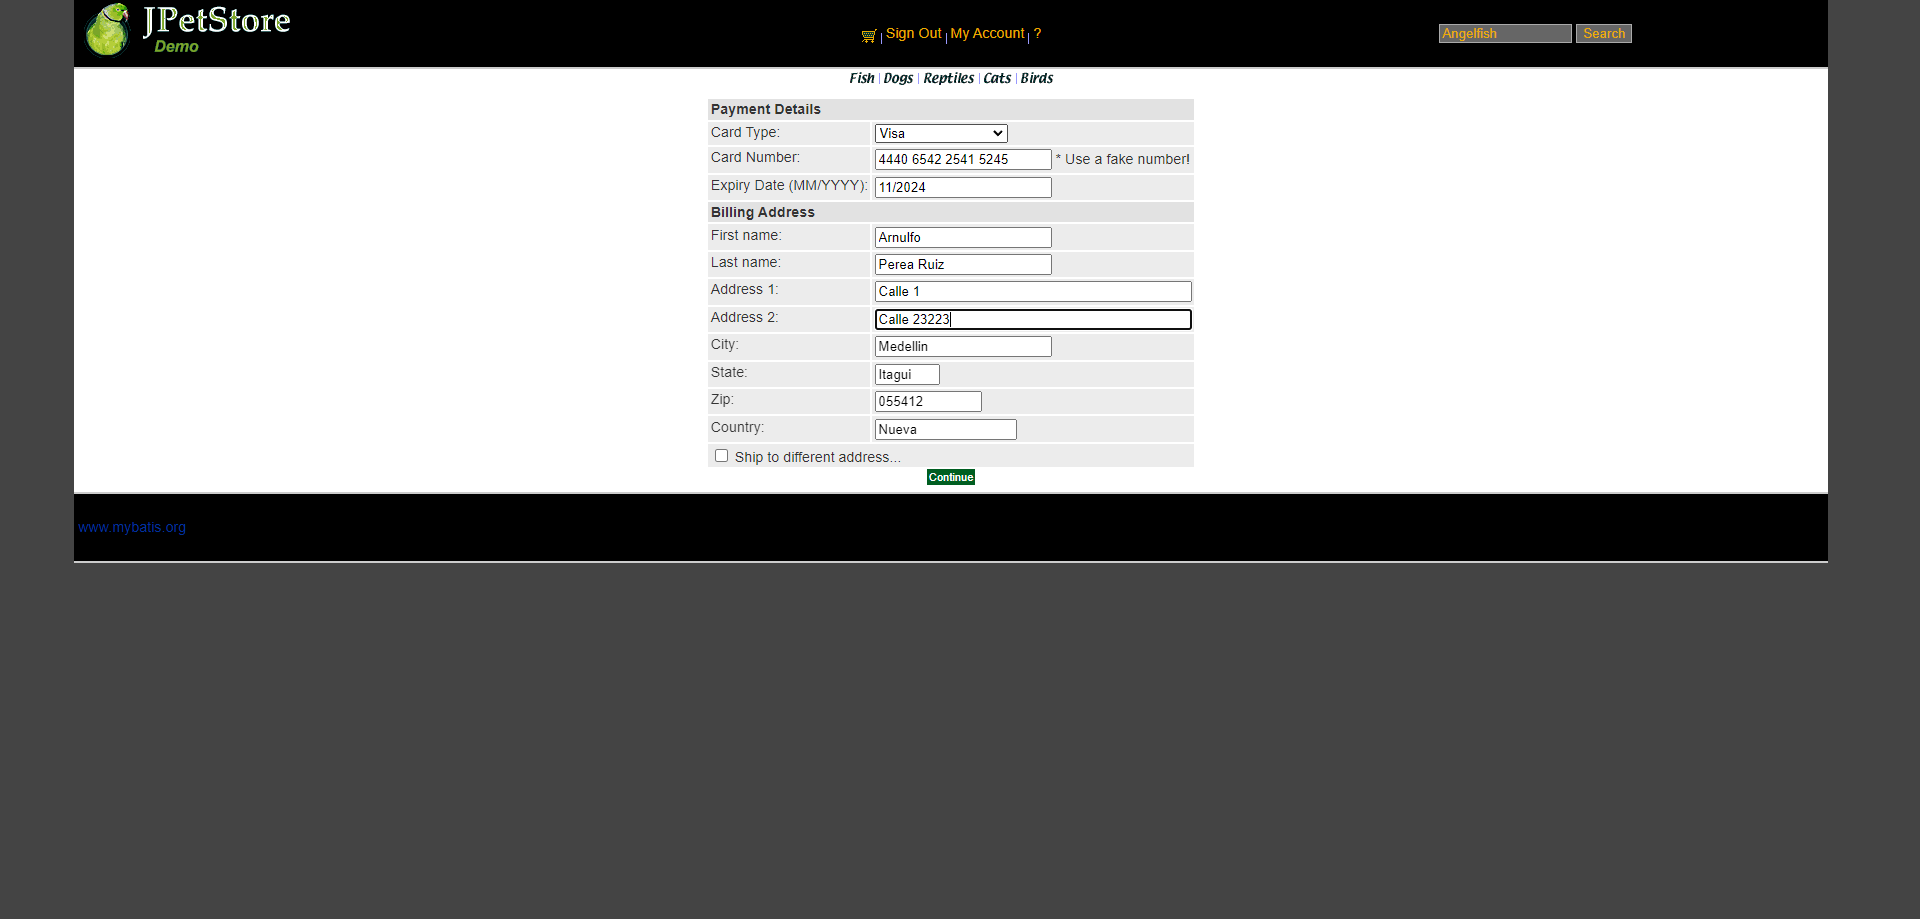 JPetStore
Demo
Sign Out | My Account | ?
Angelfish Search
Fish | Dogs | Reptiles | Cats | Birds
Payment Details
Card Type: Visa
Card Number: 4440 6542 2541 5245 * Use a fake number!
Expiry Date (MM/YYYY): 11/2024
Billing Address
First name: Arnulfo
Last name: Perea Ruiz
Address 1: Calle 1
Address 2: Calle 23223
City: Medellin
State: Itagui
Zip: 055412
Country: Nueva
Ship to different address...
Continue
www.mybatis.org